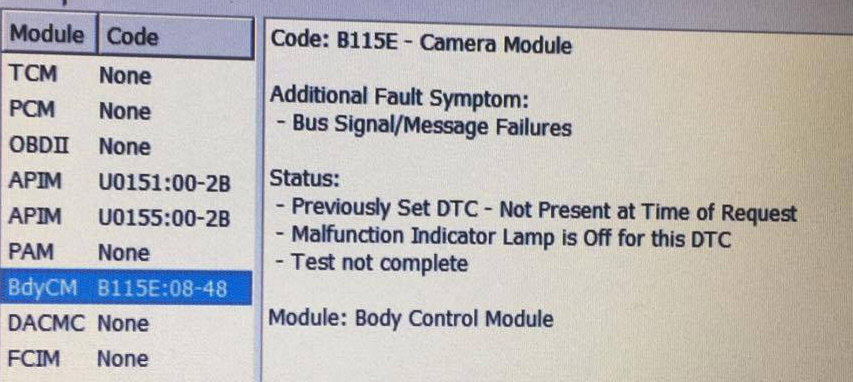 Module Code
TCM None
PCM None
OBDII None
APIM U0151:00-2B
APIM U0155:00-2B
PAM None
BdyCM B115E:08-48
DACMC None
FCIM None
Code: B115E - Camera Module
Additional Fault Symptom:
- Bus Signal/Message Failures
Status:
- Previously Set DTC - Not Present at Time of Request
- Malfunction Indicator Lamp is Off for this DTC
- Test not complete
Module: Body Control Module